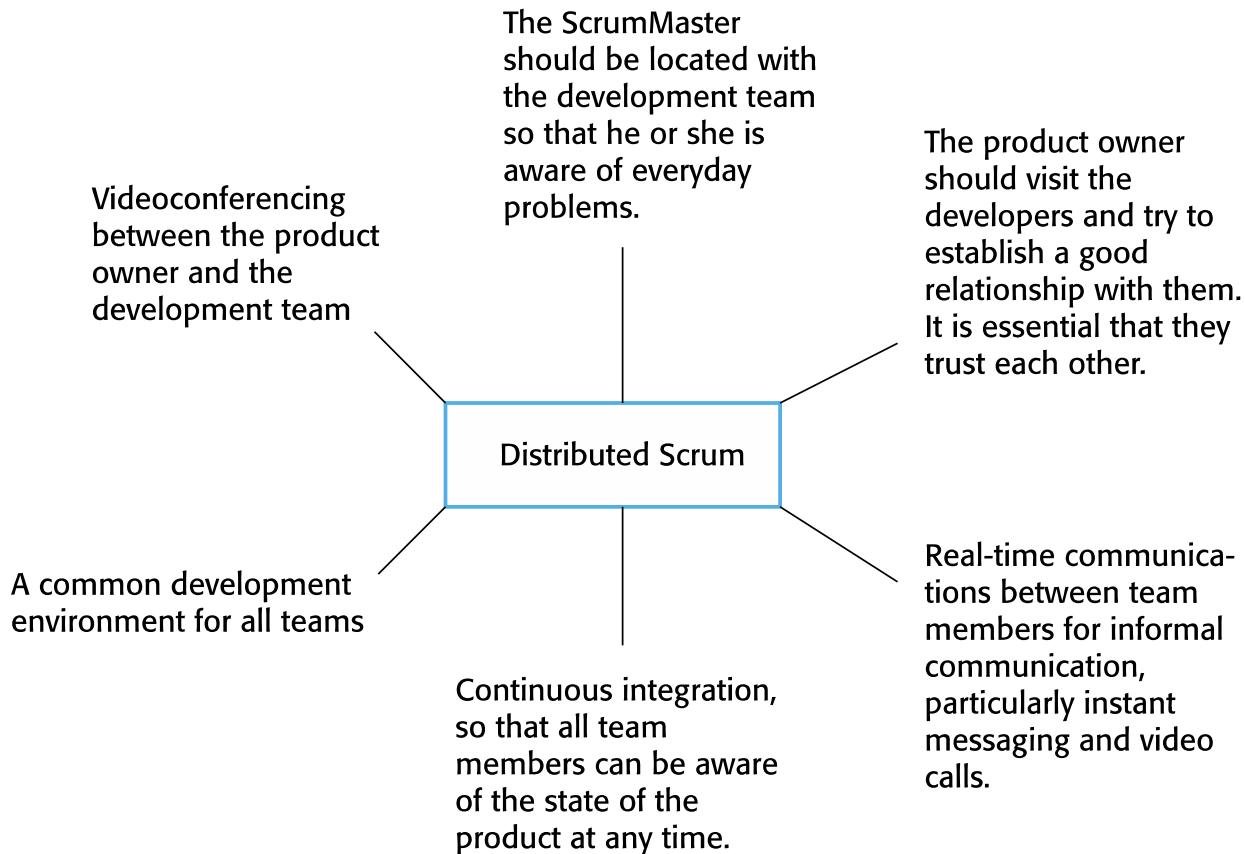 The ScrumMaster
should be located with
the development team
so that he or she is
aware of everyday
problems.
The product owner
should visit the
developers and try to
establish a good
relationship with them.
It is essential that they
trust each other.
Videoconferencing
between the product
owner and the
development team
Distributed Scrum
A common development
environment for all teams
Real-time communica-
tions between team
members for informal
communication,
particularly instant
messaging and video
calls.
Continuous integration,
so that all team
members can be aware
of the state of the
product at any time.